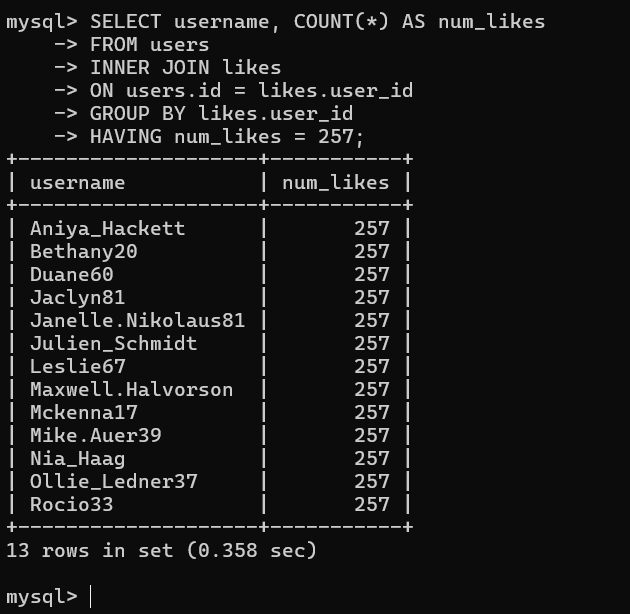 mysql> SELECT username, COUNT(*) AS num_likes
    -> FROM users
    -> INNER JOIN likes
    -> ON users.id = likes.user_id
    -> GROUP BY likes.user_id
    -> HAVING num_likes = 257;
+--------------------+-----------+
| username           | num_likes |
+--------------------+-----------+
| Aniya_Hackett      |       257 |
| Bethany20          |       257 |
| Duane60            |       257 |
| Jaclyn81           |       257 |
| Janelle.Nikolaus81 |       257 |
| Julien_Schmidt     |       257 |
| Leslie67           |       257 |
| Maxwell.Halvorson  |       257 |
| Mckenna17          |       257 |
| Mike.Auer39        |       257 |
| Nia_Haag           |       257 |
| Ollie_Ledner37     |       257 |
| Rocio33            |       257 |
+--------------------+-----------+
13 rows in set (0.358 sec)

mysql>